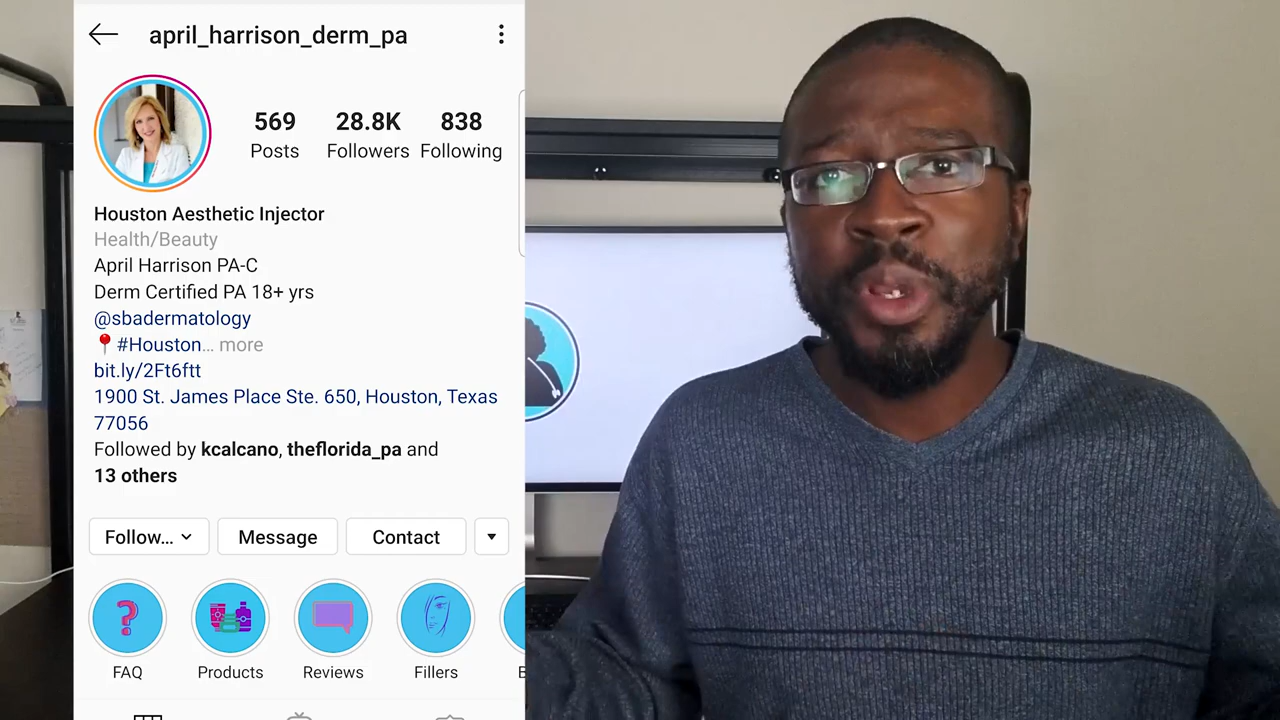 april_harrison_derm_pa
569 28.8K 838
Posts Followers Following
Houston Aesthetic Injector
Health/Beauty
April Harrison PA-C
Derm Certified PA 18+ yrs
@sbadermatology
📍#Houston... more
bit.ly/2Ft6ftt
1900 St. James Place Ste. 650, Houston, Texas
77056
Followed by kcalcano, theflorida_pa and
13 others
Follow... Message Contact
FAQ Products Reviews Fillers